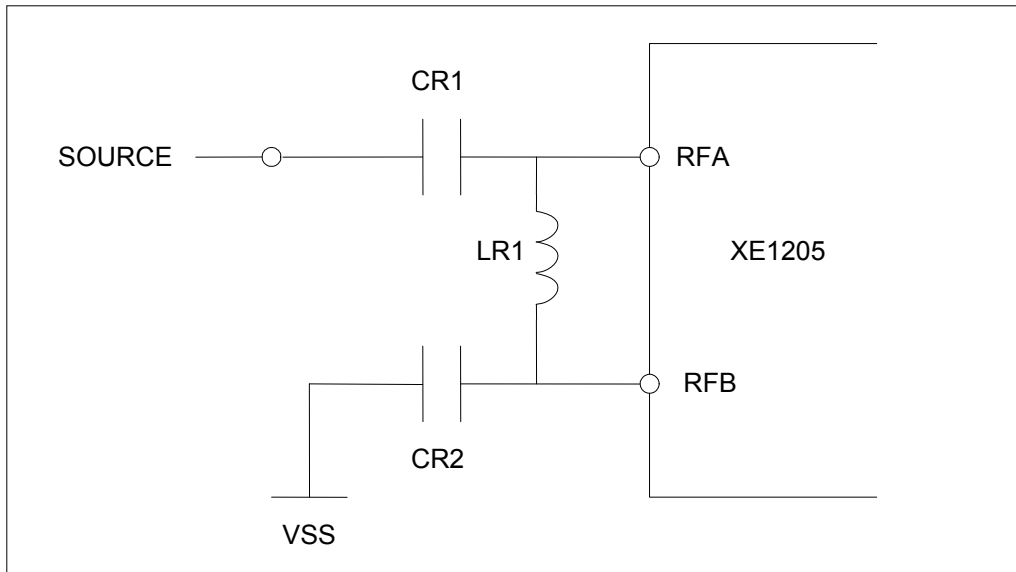 CR1
SOURCE
RFA
LR1
XE1205
RFB
CR2
VSS